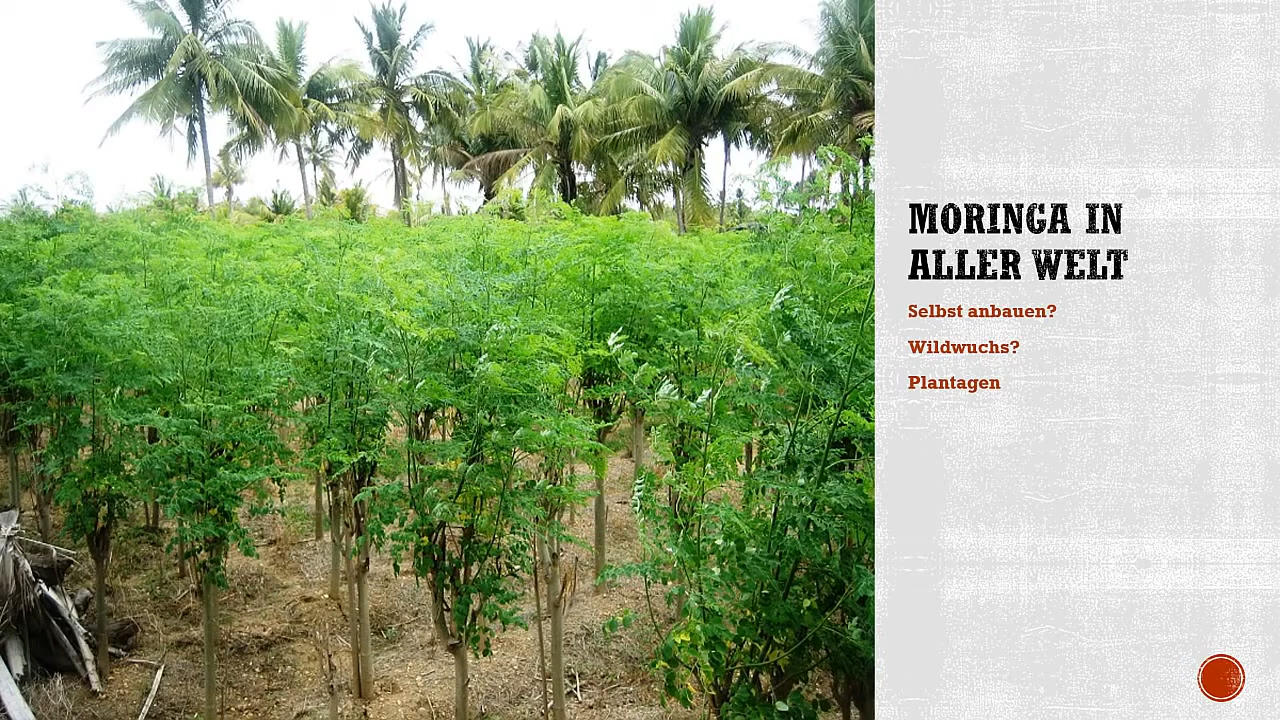 MORINGA IN
ALLER WELT
Selbst anbauen?
Wildwuchs?
Plantagen